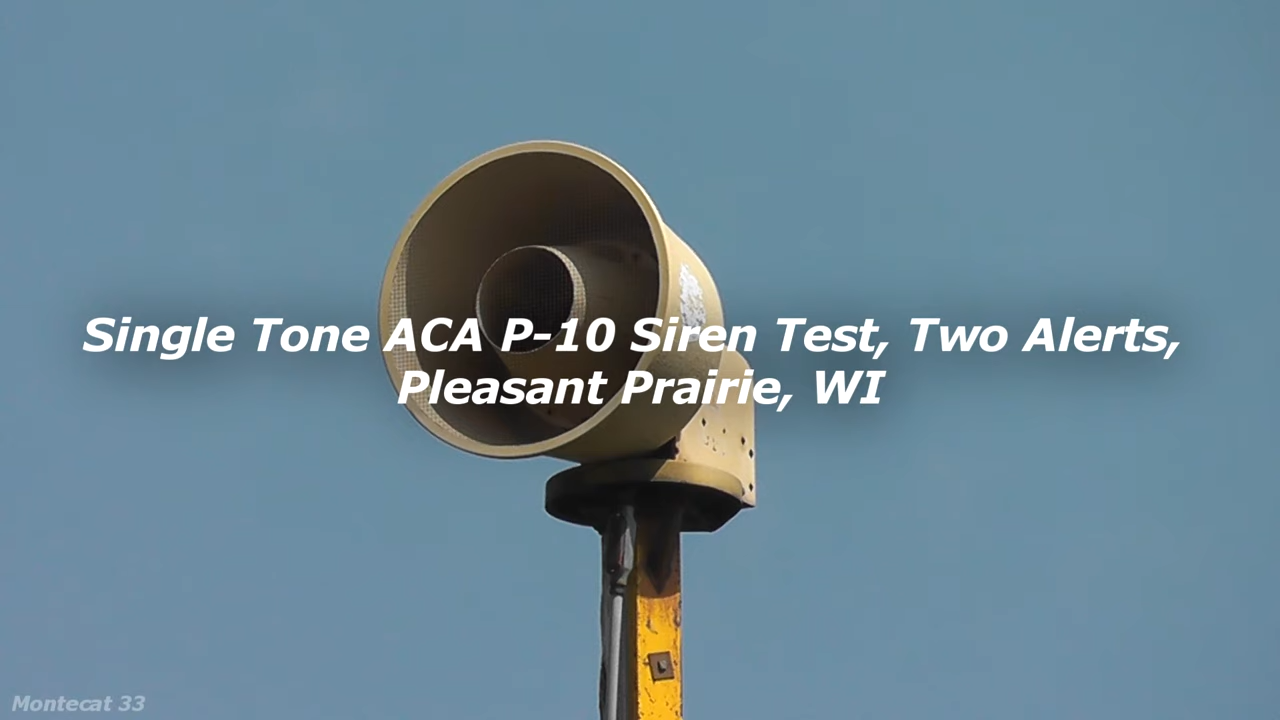 Single Tone ACA P-10 Siren Test, Two Alerts,
Pleasant Prairie, WI
Montecat 33